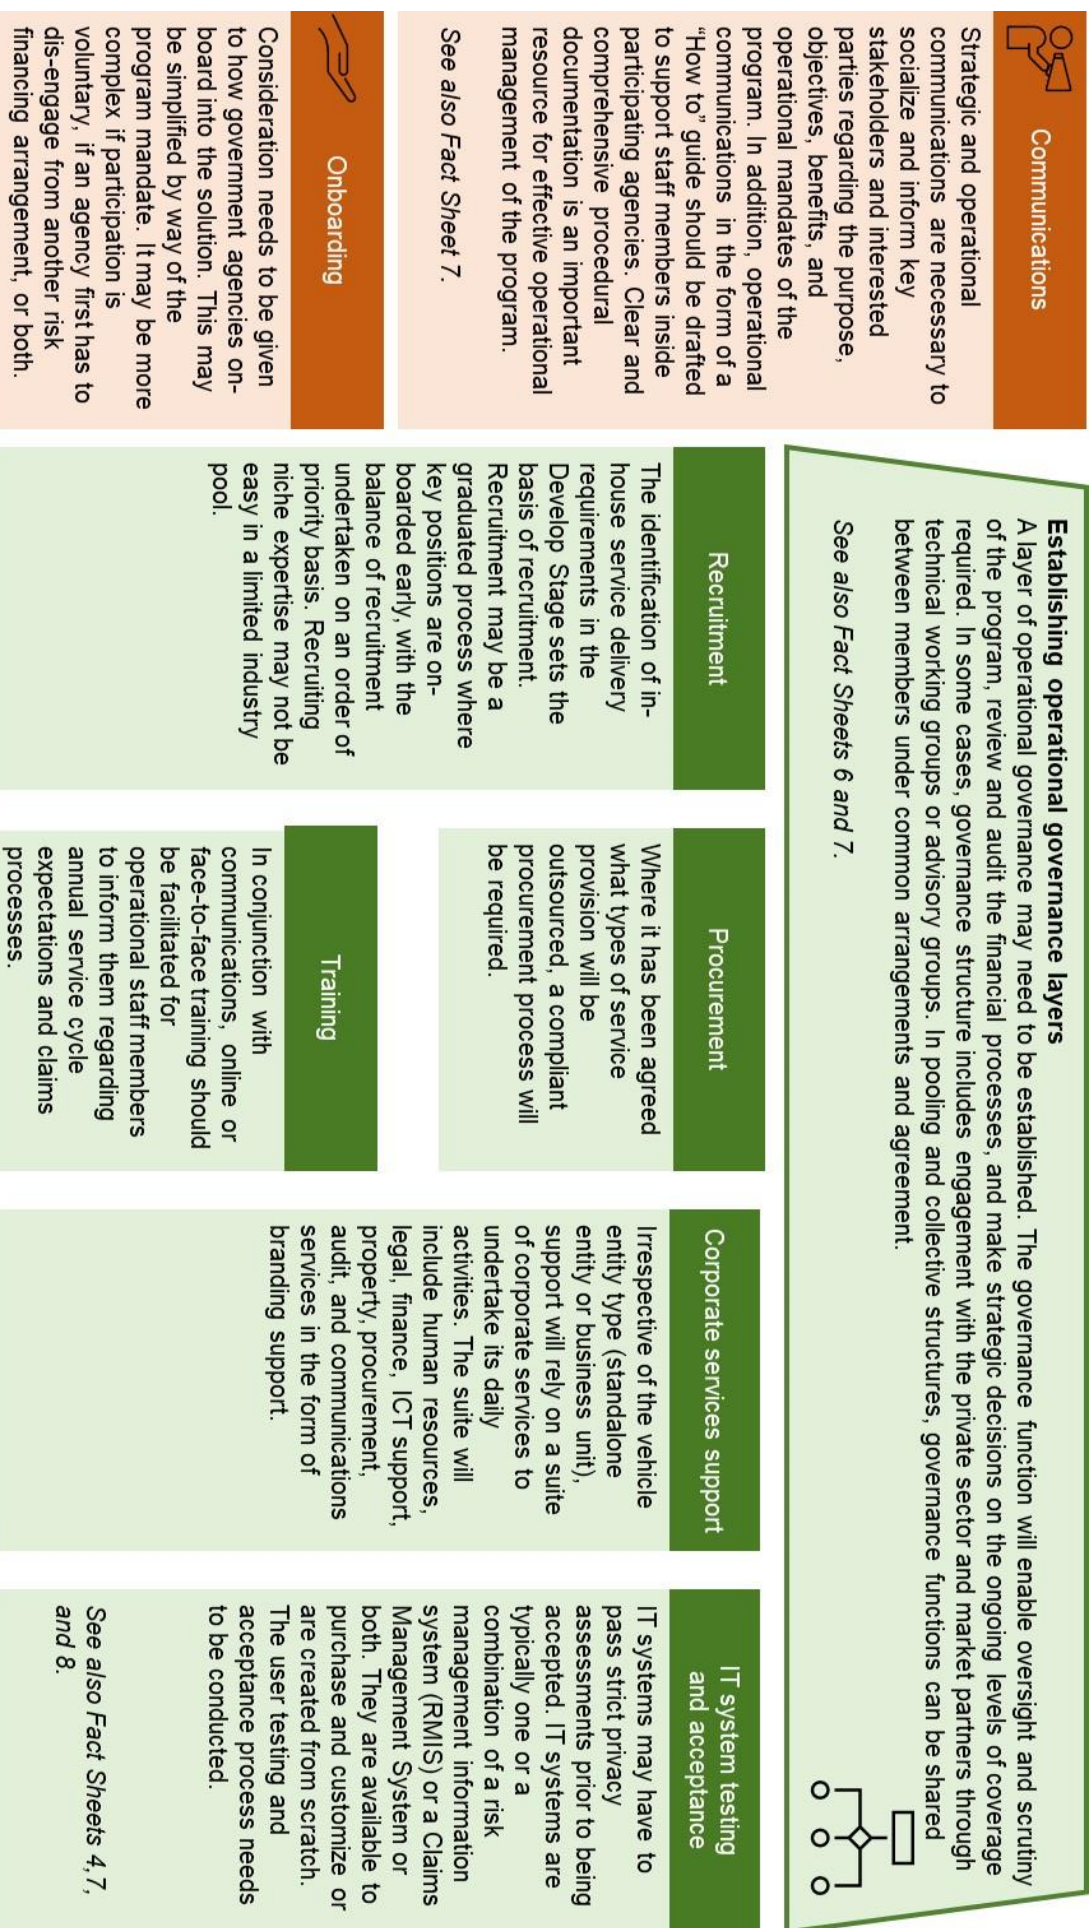 Communications
Strategic and operational
communications are necessary to
socialize and inform key
stakeholders and interested
parties regarding the purpose,
objectives, benefits, and
operational mandates of the
program. In addition, operational
communications in the form of a
“How to” guide should be drafted
to support staff members inside
participating agencies. Clear and
comprehensive procedural
documentation is an important
resource for effective operational
management of the program.
See also Fact Sheet 7.
Onboarding
Consideration needs to be given
to how government agencies on-
board into the solution. This may
be simplified by way of the
program mandate. It may be more
complex if participation is
voluntary, if an agency first has to
dis-engage from another risk
financing arrangement, or both.
Establishing operational governance layers
A layer of operational governance may need to be established. The governance function will enable oversight and scrutiny
of the program, review and audit the financial processes, and make strategic decisions on the ongoing levels of coverage
required. In some cases, governance structure includes engagement with the private sector and market partners through
technical working groups or advisory groups. In pooling and collective structures, governance functions can be shared
between members under common arrangements and agreement.
See also Fact Sheets 6 and 7.
Recruitment
The identification of in-
house service delivery
requirements in the
Develop Stage sets the
basis of recruitment.
Recruitment may be a
graduated process where
key positions are on-
boarded early, with the
balance of recruitment
undertaken on an order of
priority basis. Recruiting
niche expertise may not be
easy in a limited industry
pool.
Procurement
Where it has been agreed
what types of service
provision will be
outsourced, a compliant
procurement process will
be required.
Training
In conjunction with
communications, online or
face-to-face training should
be facilitated for
operational staff members
to inform them regarding
annual service cycle
expectations and claims
processes.
Corporate services support
Irrespective of the vehicle
entity type (standalone
entity or business unit),
support will rely on a suite
of corporate services to
undertake its daily
activities. The suite will
include human resources,
legal, finance, ICT support,
property, procurement,
audit, and communications
services in the form of
branding support.
IT system testing
and acceptance
IT systems may have to
pass strict privacy
assessments prior to being
accepted. IT systems are
typically one or a
combination of a risk
management information
system (RMIS) or a Claims
Management System or
both. They are available to
purchase and customize or
are created from scratch.
The user testing and
acceptance process needs
to be conducted.
See also Fact Sheets 4,7,
and 8.